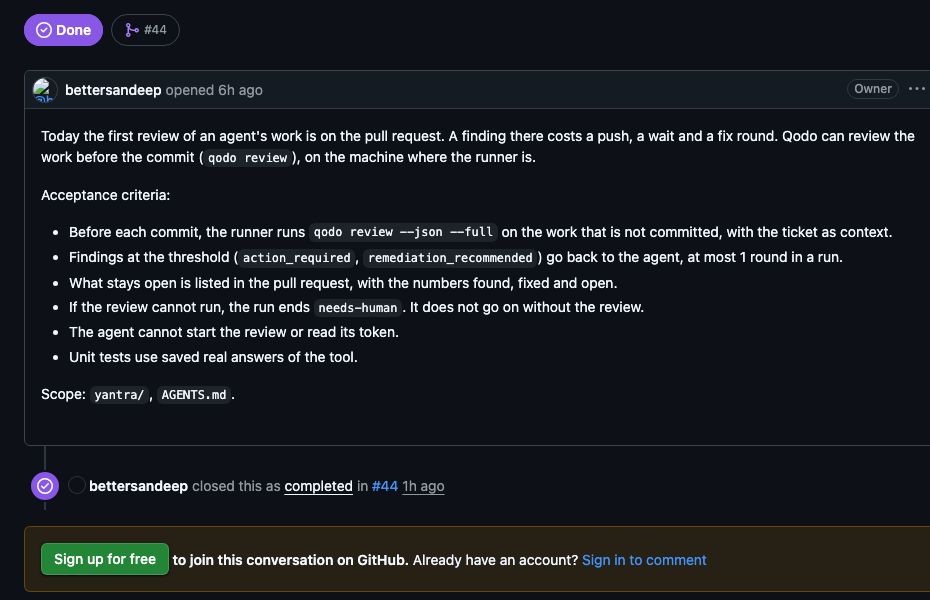 Done #44
bettersandeep opened 6h ago Owner
Today the first review of an agent's work is on the pull request. A finding there costs a push, a wait and a fix round. Qodo can review the
work before the commit ( qodo review ), on the machine where the runner is.
Acceptance criteria:
• Before each commit, the runner runs qodo review --json --full on the work that is not committed, with the ticket as context.
• Findings at the threshold ( action_required , remediation_recommended ) go back to the agent, at most 1 round in a run.
• What stays open is listed in the pull request, with the numbers found, fixed and open.
• If the review cannot run, the run ends needs-human . It does not go on without the review.
• The agent cannot start the review or read its token.
• Unit tests use saved real answers of the tool.
Scope: yantra/ , AGENTS.md .
bettersandeep closed this as completed in #44 1h ago
Sign up for free to join this conversation on GitHub. Already have an account? Sign in to comment